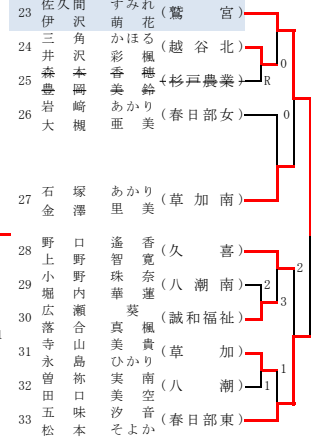 23 佐久間 すみれ (鷲宮)
伊沢 萌花
24 三角 かほる (越谷北)
井沢 彩楓
0
25 森本 香穂 (杉戸農業) R
豊岡 美鈴
26 岩﨑 あかり (春日部女) 0
大槻 亜美
27 石塚 あかり (草加南)
金澤 里美
28 野口 遙香 (久喜)
上野 智寛
2
29 小野 珠奈 (八潮南) 2
堀内 華蓮
3
30 広瀬 葵 (誠和福祉)
落合 真楓
31 寺山 美貴 (草加)
永島 ひかり
1
32 曽祢 実南 (八潮) 1
田口 美空
33 五味 汐音 (春日部東)
松本 そよか